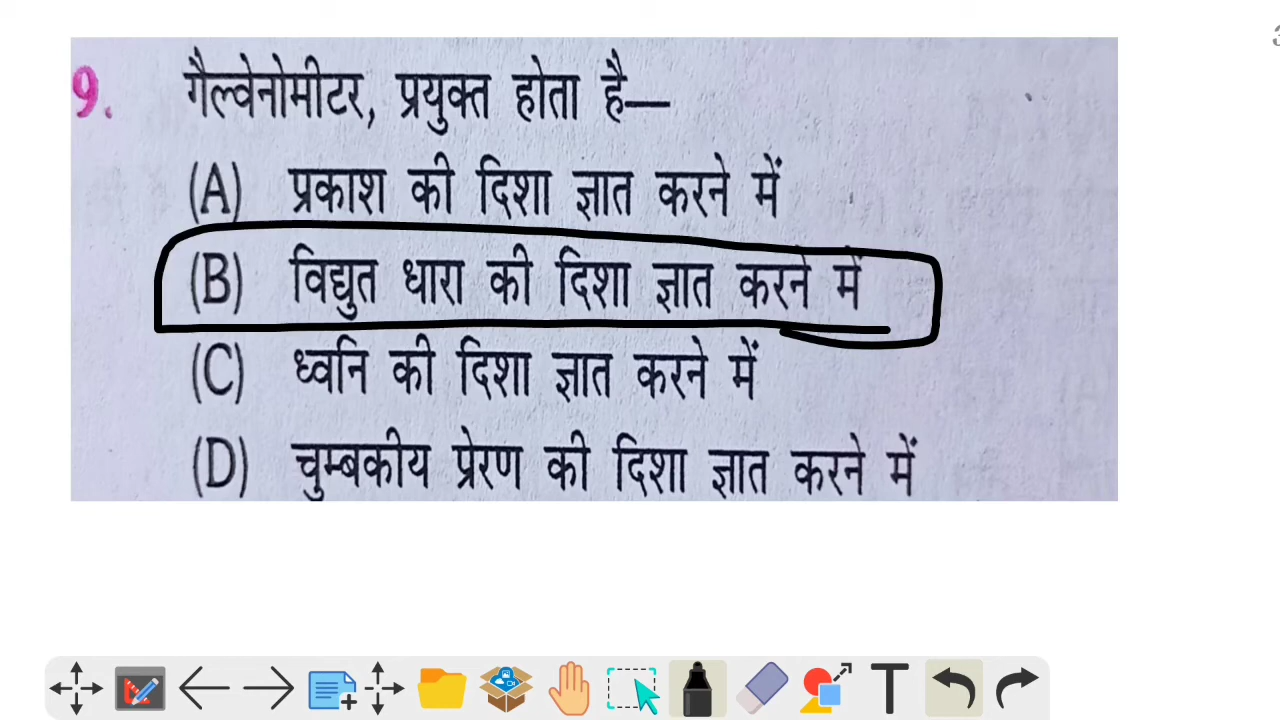 9. गैल्वेनोमीटर, प्रयुक्त होता है—
(A) प्रकाश की दिशा ज्ञात करने में
(B) विद्युत धारा की दिशा ज्ञात करने में
(C) ध्वनि की दिशा ज्ञात करने में
(D) चुम्बकीय प्रेरण की दिशा ज्ञात करने में